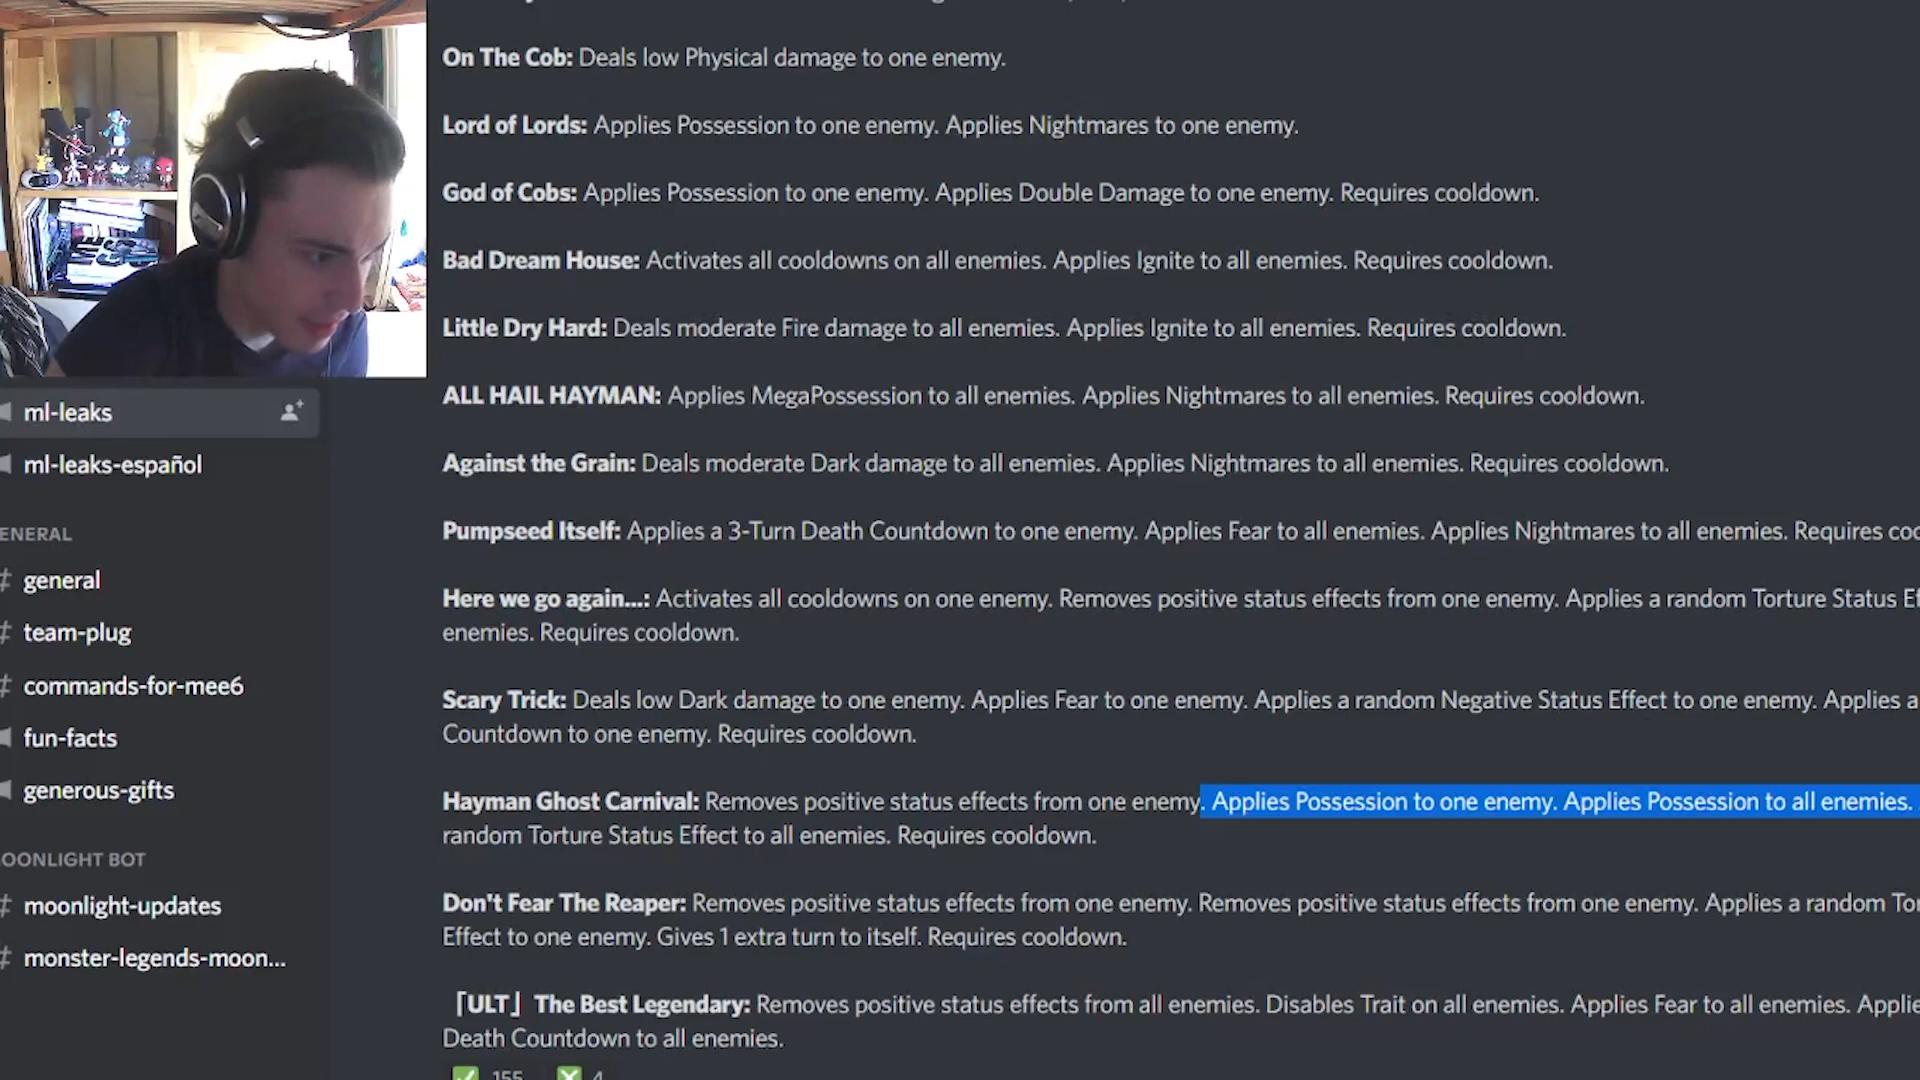 On The Cob: Deals low Physical damage to one enemy.
Lord of Lords: Applies Possession to one enemy. Applies Nightmares to one enemy.
God of Cobs: Applies Possession to one enemy. Applies Double Damage to one enemy. Requires cooldown.
Bad Dream House: Activates all cooldowns on all enemies. Applies Ignite to all enemies. Requires cooldown.
Little Dry Hard: Deals moderate Fire damage to all enemies. Applies Ignite to all enemies. Requires cooldown.
ALL HAIL HAYMAN: Applies MegaPossession to all enemies. Applies Nightmares to all enemies. Requires cooldown.
Against the Grain: Deals moderate Dark damage to all enemies. Applies Nightmares to all enemies. Requires cooldown.
Pumpseed Itself: Applies a 3-Turn Death Countdown to one enemy. Applies Fear to all enemies. Applies Nightmares to all enemies. Requires coo
Here we go again...: Activates all cooldowns on one enemy. Removes positive status effects from one enemy. Applies a random Torture Status Ef
enemies. Requires cooldown.
Scary Trick: Deals low Dark damage to one enemy. Applies Fear to one enemy. Applies a random Negative Status Effect to one enemy. Applies a
Countdown to one enemy. Requires cooldown.
Hayman Ghost Carnival: Removes positive status effects from one enemy. Applies Possession to one enemy. Applies Possession to all enemies.
random Torture Status Effect to all enemies. Requires cooldown.
Don't Fear The Reaper: Removes positive status effects from one enemy. Removes positive status effects from one enemy. Applies a random Tor
Effect to one enemy. Gives 1 extra turn to itself. Requires cooldown.
「ULT」 The Best Legendary: Removes positive status effects from all enemies. Disables Trait on all enemies. Applies Fear to all enemies. Applie
Death Countdown to all enemies.
155 4
ml-leaks
ml-leaks-español
ENERAL
# general
# team-plug
# commands-for-mee6
fun-facts
generous-gifts
OONLIGHT BOT
# moonlight-updates
# monster-legends-moon...